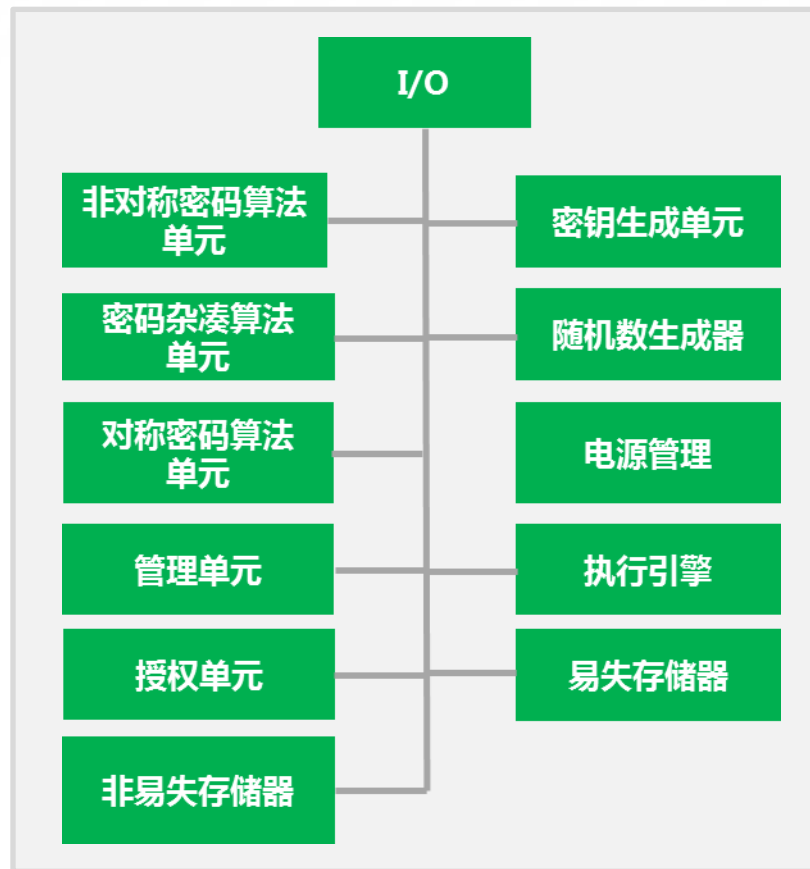 I/O
非对称密码算法
单元
密钥生成单元
密码杂凑算法
单元
随机数生成器
对称密码算法
单元
电源管理
管理单元
执行引擎
授权单元
易失存储器
非易失存储器